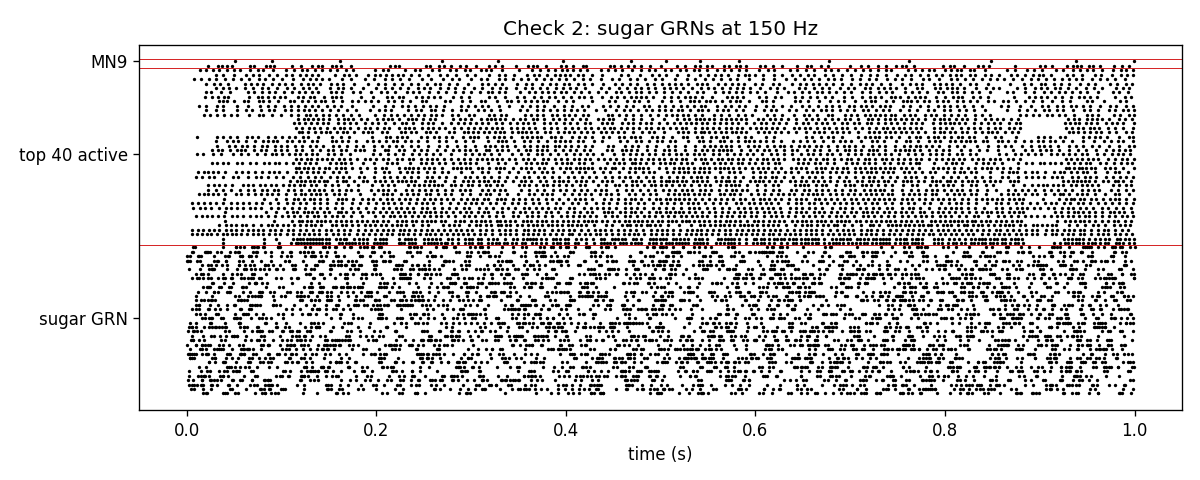 Check 2: sugar GRNs at 150 Hz
MN9
top 40 active
sugar GRN
0.0 0.2 0.4 0.6 0.8 1.0
time (s)